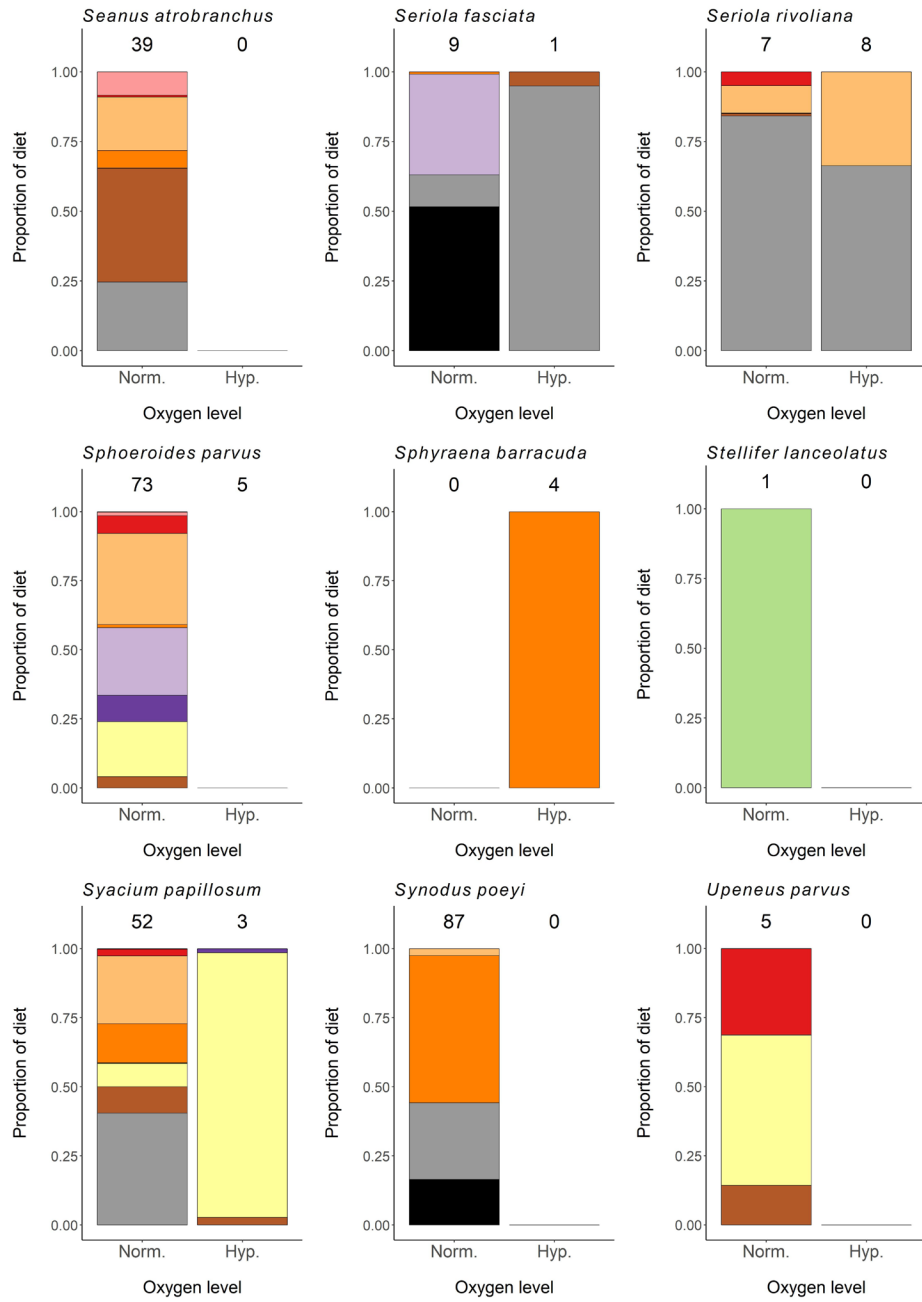 Seanus atrobranchus
39 0
1.00
0.75
0.50
0.25
0.00
Proportion of diet
Norm. Hyp.
Oxygen level
Seriola fasciata
9 1
1.00
0.75
0.50
0.25
0.00
Proportion of diet
Norm. Hyp.
Oxygen level
Seriola rivoliana
7 8
1.00
0.75
0.50
0.25
0.00
Proportion of diet
Norm. Hyp.
Oxygen level
Sphoeroides parvus
73 5
1.00
0.75
0.50
0.25
0.00
Proportion of diet
Norm. Hyp.
Oxygen level
Sphyraena barracuda
0 4
1.00
0.75
0.50
0.25
0.00
Proportion of diet
Norm. Hyp.
Oxygen level
Stellifer lanceolatus
1 0
1.00
0.75
0.50
0.25
0.00
Proportion of diet
Norm. Hyp.
Oxygen level
Syacium papillosum
52 3
1.00
0.75
0.50
0.25
0.00
Proportion of diet
Norm. Hyp.
Oxygen level
Synodus poeyi
87 0
1.00
0.75
0.50
0.25
0.00
Proportion of diet
Norm. Hyp.
Oxygen level
Upeneus parvus
5 0
1.00
0.75
0.50
0.25
0.00
Proportion of diet
Norm. Hyp.
Oxygen level